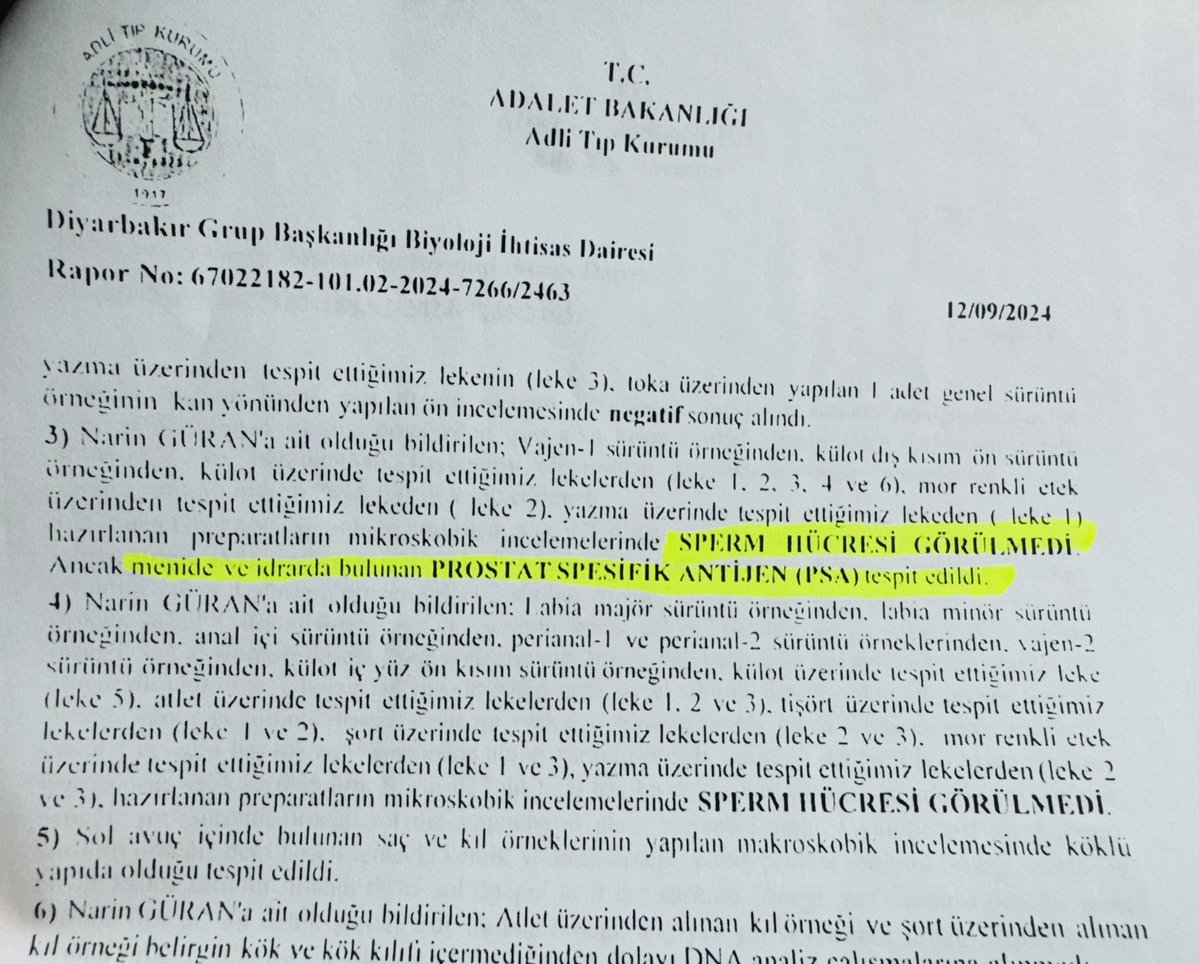 ADLİ TIP KURUMU
1917
T.C.
ADALET BAKANLIĞI
Adli Tıp Kurumu
Diyarbakır Grup Başkanlığı Biyoloji İhtisas Dairesi
Rapor No: 67022182-101.02-2024-7266/2463
12/09/2024
yazma üzerinden tespit ettiğimiz lekenin (leke 3), toka üzerinden yapılan 1 adet genel sürüntü
örneğinin kan yönünden yapılan ön incelemesinde negatif sonuç alındı.
3) Narin GÜRAN'a ait olduğu bildirilen; Vajen-1 sürüntü örneğinden, külot dış kısım ön sürüntü
örneğinden, külot üzerinde tespit ettiğimiz lekelerden (leke 1, 2, 3, 4 ve 6), mor renkli etek
üzerinden tespit ettiğimiz lekeden ( leke 2), yazma üzerinde tespit ettiğimiz lekeden ( leke 1)
hazırlanan preparatların mikroskobik incelemelerinde SPERM HÜCRESİ GÖRÜLMEDİ.
Ancak menide ve idrarda bulunan PROSTAT SPESİFİK ANTİJEN (PSA) tespit edildi.
4) Narin GÜRAN'a ait olduğu bildirilen; Labia majör sürüntü örneğinden, labia minör sürüntü
örneğinden, anal içi sürüntü örneğinden, perianal-1 ve perianal-2 sürüntü örneklerinden, vajen-2
sürüntü örneğinden, külot iç yüz ön kısım sürüntü örneğinden, külot üzerinde tespit ettiğimiz leke
(leke 5), atlet üzerinde tespit ettiğimiz lekelerden (leke 1, 2 ve 3), tişört üzerinde tespit ettiğimiz
lekelerden (leke 1 ve 2), şort üzerinde tespit ettiğimiz lekelerden (leke 2 ve 3), mor renkli etek
üzerinde tespit ettiğimiz lekelerden (leke 1 ve 3), yazma üzerinde tespit ettiğimiz lekelerden (leke 2
ve 3), hazırlanan preparatların mikroskobik incelemelerinde SPERM HÜCRESİ GÖRÜLMEDİ.
5) Sol avuç içinde bulunan saç ve kıl örneklerinin yapılan makroskobik incelemesinde köklü
yapıda olduğu tespit edildi.
6) Narin GÜRAN'a ait olduğu bildirilen; Atlet üzerinden alınan kıl örneği ve şort üzerinden alınan
kıl örneği belirgin kök ve kök kılıfı içermediğinden dolayı DNA analiz çalışmalarına alınmadı.